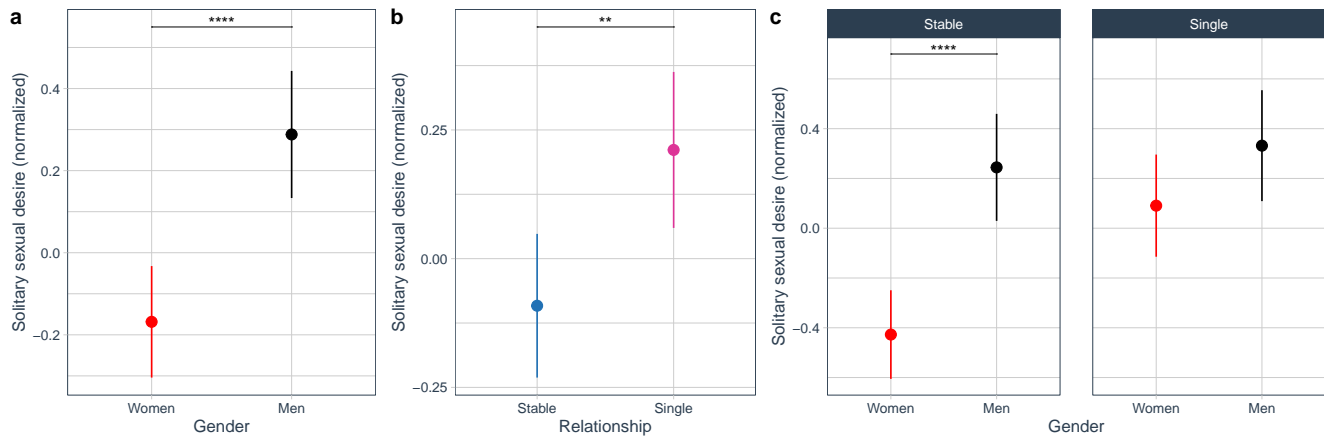 a
****
Solitary sexual desire (normalized)
0.4
0.2
0.0
−0.2
Women
Men
Gender
b
**
Solitary sexual desire (normalized)
0.25
0.00
−0.25
Stable
Single
Relationship
c
Stable
Single
****
Solitary sexual desire (normalized)
0.4
0.0
−0.4
Women
Men
Women
Men
Gender